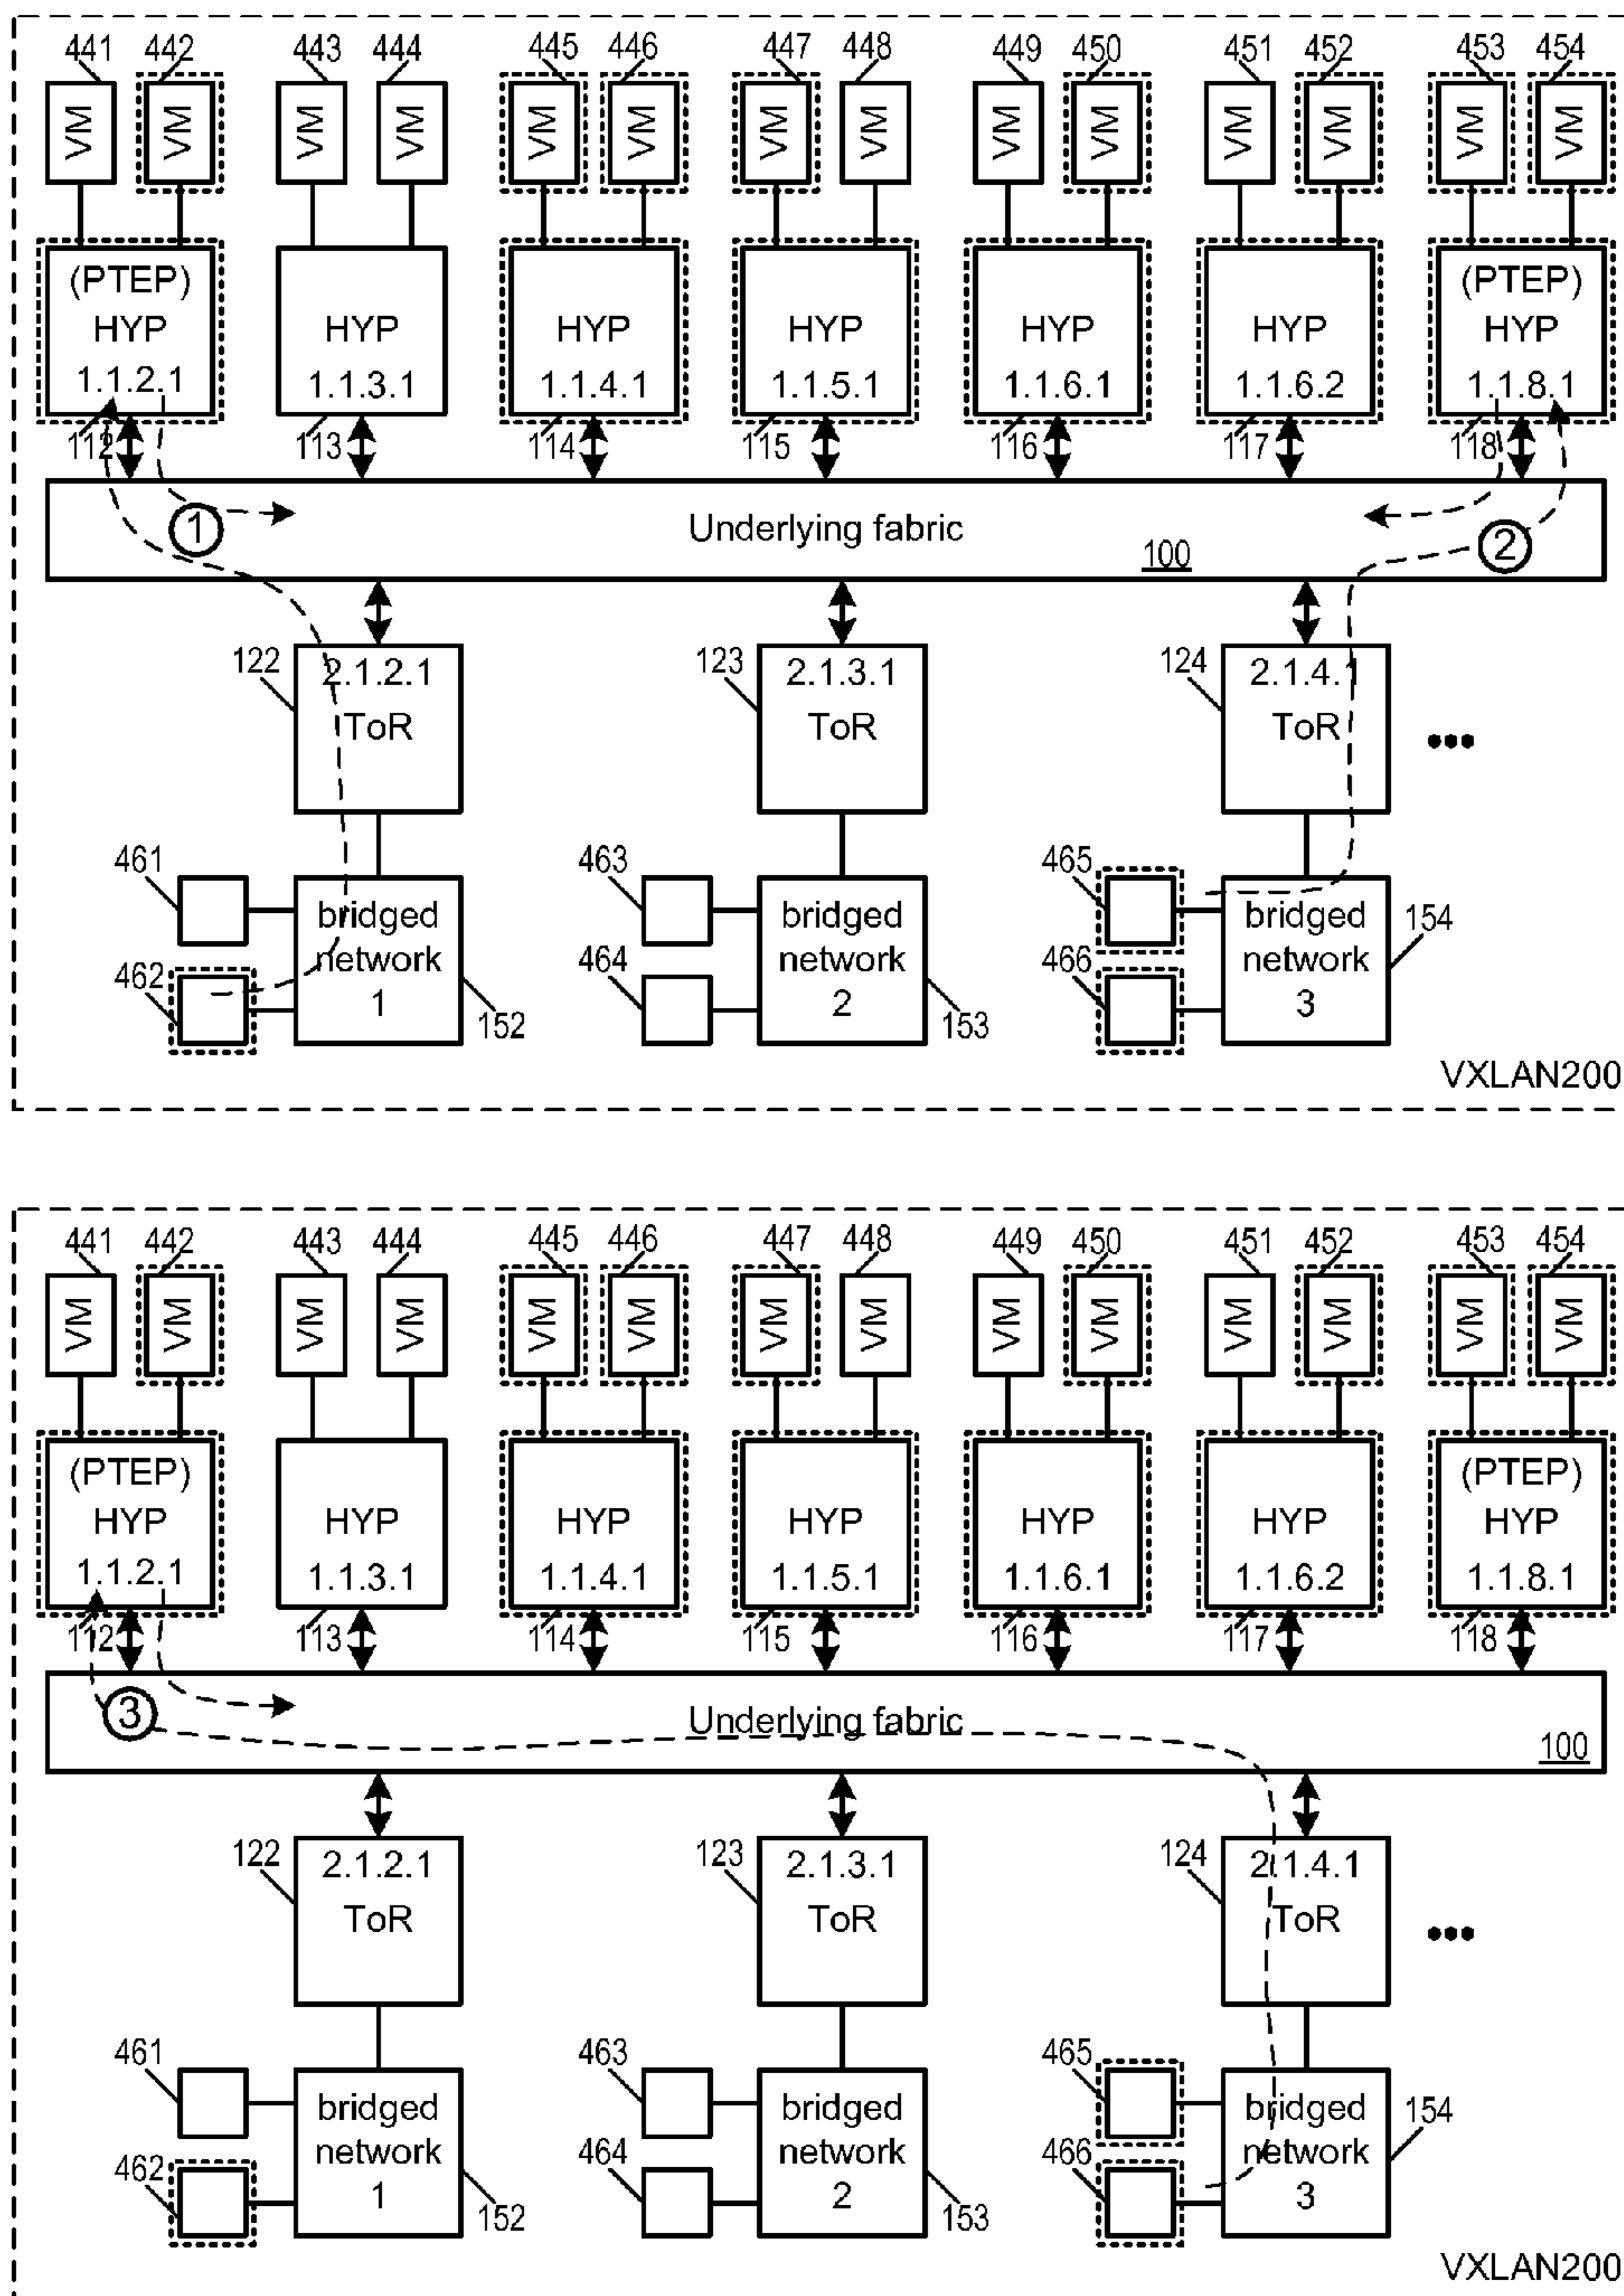 441 442 443 444 445 446 447 448 449 450 451 452 453 454
VM VM VM VM VM VM VM VM VM VM VM VM VM VM
(PTEP) (PTEP)
HYP HYP HYP HYP HYP HYP HYP
1.1.2.1 1.1.3.1 1.1.4.1 1.1.5.1 1.1.6.1 1.1.6.2 1.1.8.1
112 113 114 115 116 117 118
1 Underlying fabric 2
100
122 2.1.2.1 123 2.1.3.1 124 2.1.4.1
ToR ToR ToR •••
461 463 465
bridged bridged bridged 154
network network network
462 464 466
1 2 3
152 153
VXLAN200
441 442 443 444 445 446 447 448 449 450 451 452 453 454
VM VM VM VM VM VM VM VM VM VM VM VM VM VM
(PTEP) (PTEP)
HYP HYP HYP HYP HYP HYP HYP
1.1.2.1 1.1.3.1 1.1.4.1 1.1.5.1 1.1.6.1 1.1.6.2 1.1.8.1
112 113 114 115 116 117 118
3 Underlying fabric
100
122 2.1.2.1 123 2.1.3.1 124 2.1.4.1
ToR ToR ToR •••
461 463 465
bridged bridged bridged 154
network network network
462 464 466
1 2 3
152 153
VXLAN200